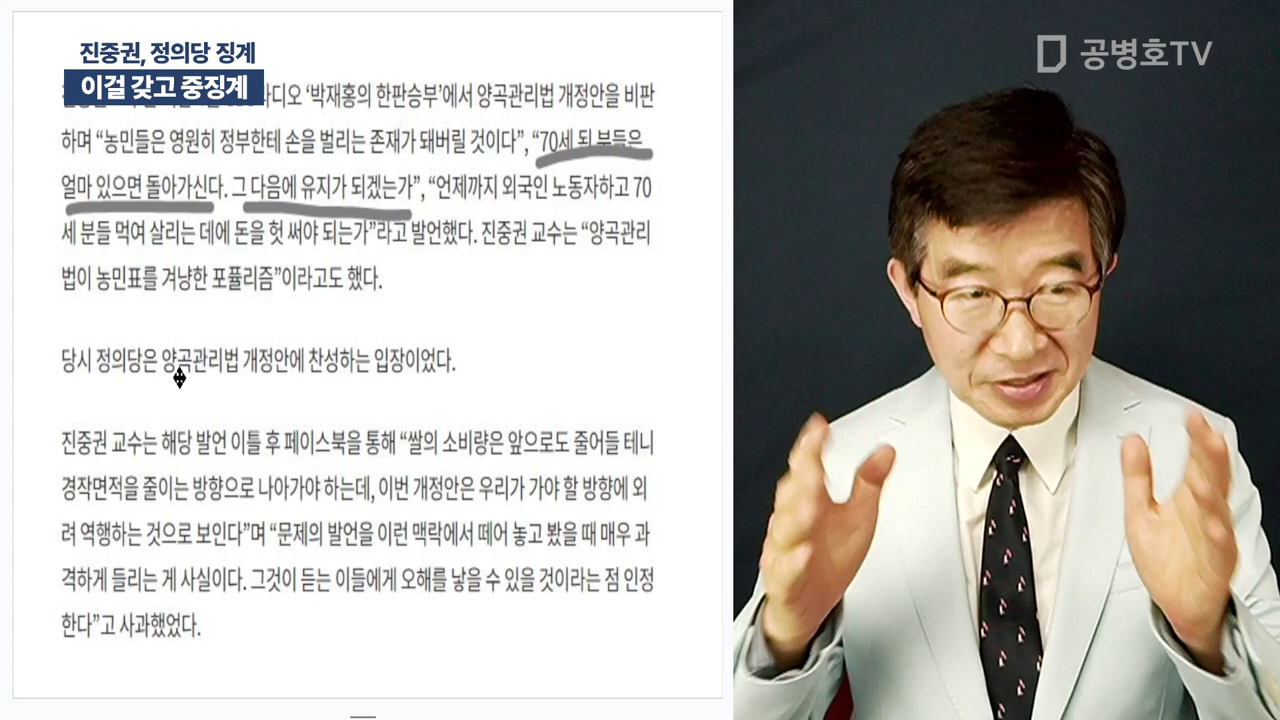 진중권, 정의당 징계
이걸 갖고 중징계
공병호TV
라디오 ‘박재홍의 한판승부’에서 양곡관리법 개정안을 비판
하며 “농민들은 영원히 정부한테 손을 벌리는 존재가 돼버릴 것이다”, “70세 된 분들은
얼마 있으면 돌아가신다. 그 다음에 유지가 되겠는가”, “언제까지 외국인 노동자하고 70
세 분들 먹여 살리는 데에 돈을 헛 써야 되는가”라고 발언했다. 진중권 교수는 “양곡관리
법이 농민표를 겨냥한 포퓰리즘”이라고도 했다.
당시 정의당은 양곡관리법 개정안에 찬성하는 입장이었다.
진중권 교수는 해당 발언 이틀 후 페이스북을 통해 “쌀의 소비량은 앞으로도 줄어들 테니
경작면적을 줄이는 방향으로 나아가야 하는데, 이번 개정안은 우리가 가야 할 방향에 외
려 역행하는 것으로 보인다”며 “문제의 발언을 이런 맥락에서 떼어 놓고 봤을 때 매우 과
격하게 들리는 게 사실이다. 그것이 듣는 이들에게 오해를 낳을 수 있을 것이라는 점 인정
한다”고 사과했었다.